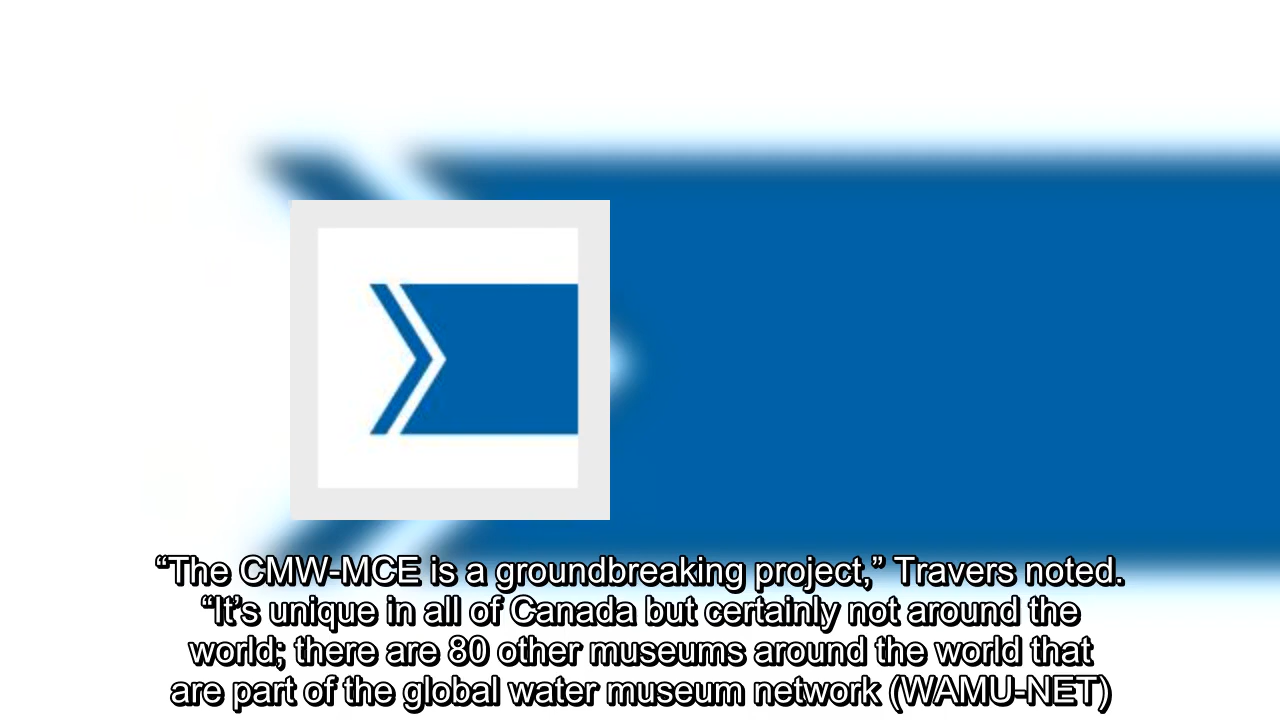 “The CMW-MCE is a groundbreaking project,” Travers noted.
“It’s unique in all of Canada but certainly not around the
world; there are 80 other museums around the world that
are part of the global water museum network (WAMU-NET)